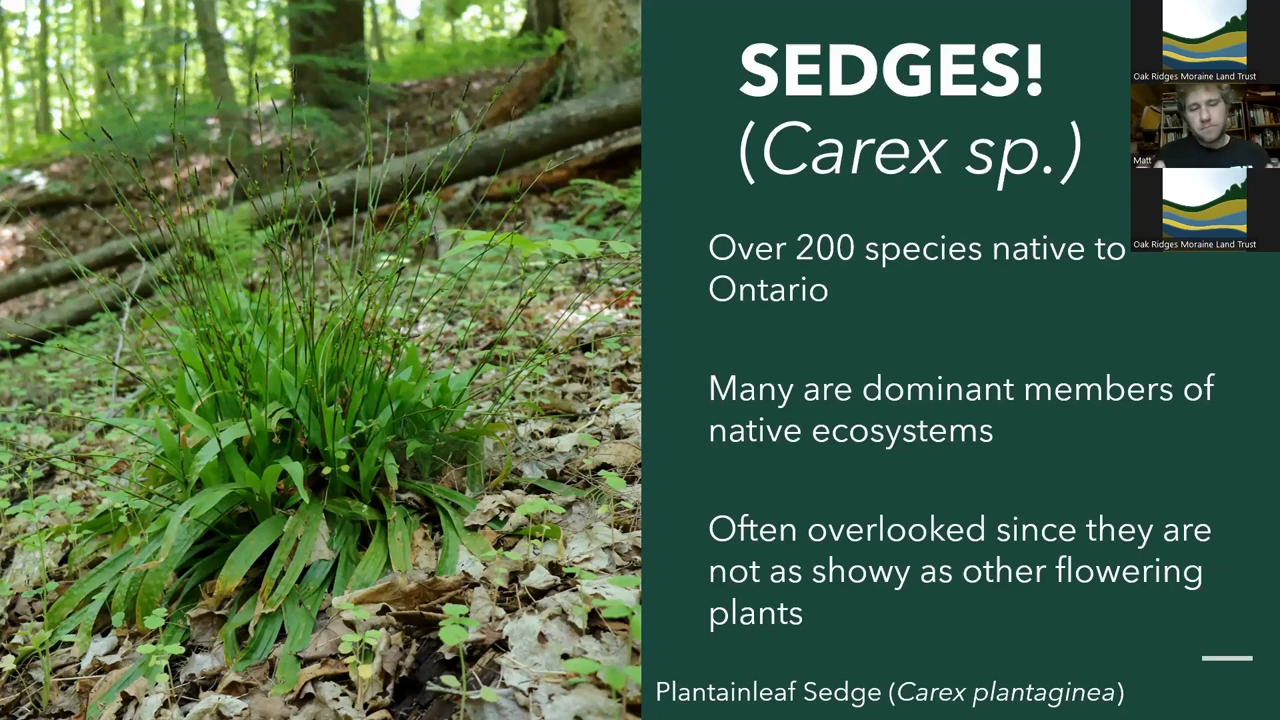 SEDGES!
(Carex sp.)
Over 200 species native to
Ontario
Many are dominant members of
native ecosystems
Often overlooked since they are
not as showy as other flowering
plants
Plantainleaf Sedge (Carex plantaginea)
Oak Ridges Moraine Land Trust
Matt
Oak Ridges Moraine Land Trust